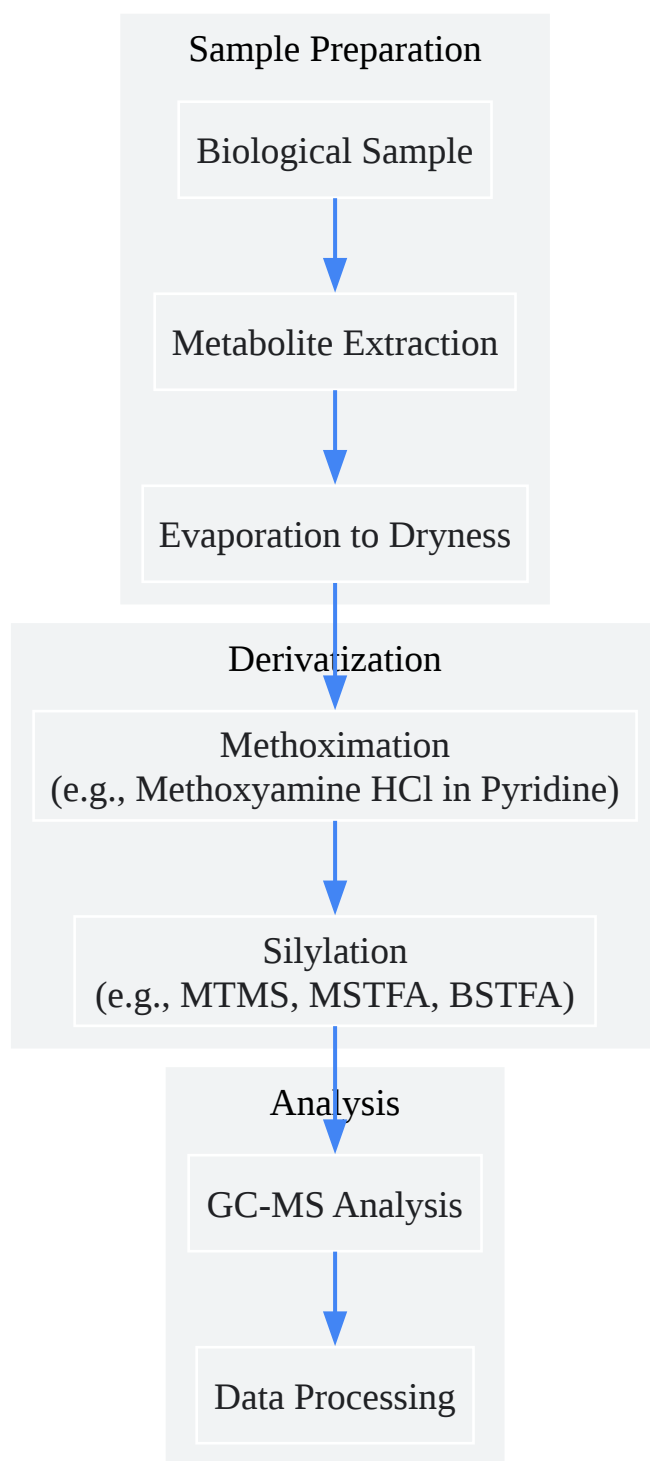 Sample Preparation
Biological Sample
Metabolite Extraction
Evaporation to Dryness
Derivatization
Methoximation
(e.g., Methoxyamine HCl in Pyridine)
Silylation
(e.g., MTMS, MSTFA, BSTFA)
Analysis
GC-MS Analysis
Data Processing